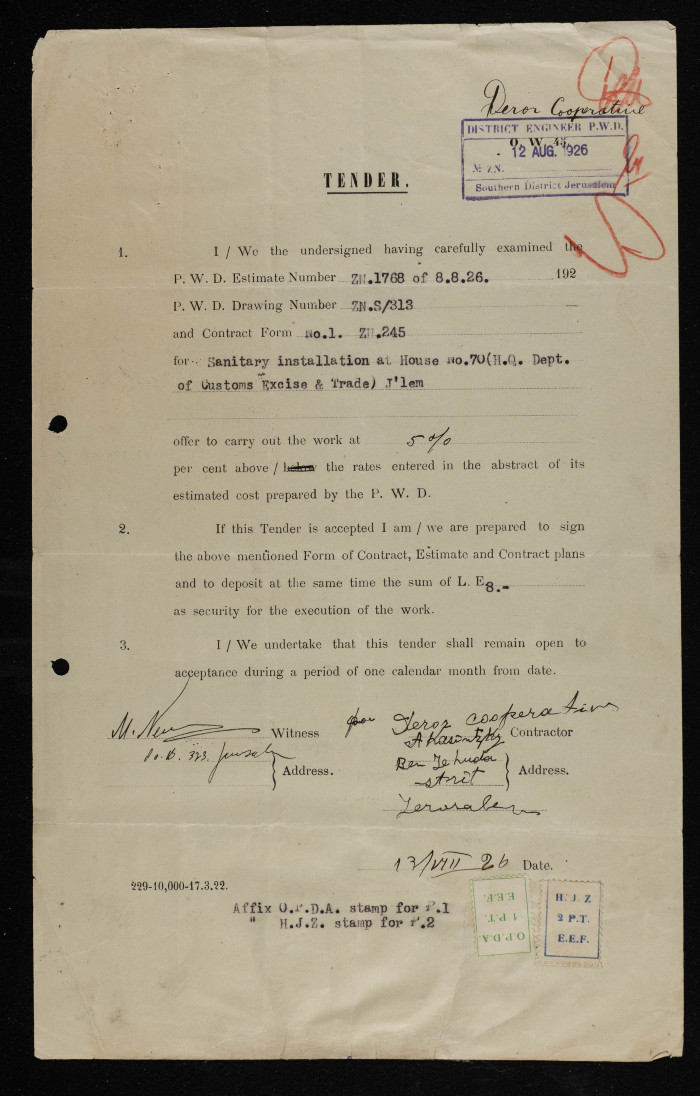 Deror Cooperative
DISTRICT ENGINEER P.W.D.
O. W. 43.
12 AUG. 1926
№ ZN.
Southern District Jerusalem
TENDER.
1. I / We the undersigned having carefully examined the
P. W. D. Estimate Number ZN.1768 of 8.8.26. 192
P. W. D. Drawing Number ZN.S/313
and Contract Form No.1. ZN.245
for Sanitary installation at House No.70(H.Q. Dept.
of Customs Excise & Trade) J'lem
offer to carry out the work at 5 %
per cent above / below the rates entered in the abstract of its
estimated cost prepared by the P. W. D.
2. If this Tender is accepted I am / we are prepared to sign
the above mentioned Form of Contract, Estimate and Contract plans
and to deposit at the same time the sum of L. E 8.-
as security for the execution of the work.
3. I / We undertake that this tender shall remain open to
acceptance during a period of one calendar month from date.
Witness Deror cooperative
Contractor
Po. B. 323. Jerusalem
Address. Ben Jehuda
Address.
Jerusalem
13/VIII 26 Date.
229-10,000-17.3.22.
Affix O.P.D.A. stamp for P.1
" H.J.Z. stamp for P.2
O.P.D.A.
1 P.T.
E.E.F.
H. J. Z
2 P.T.
E.E.F.